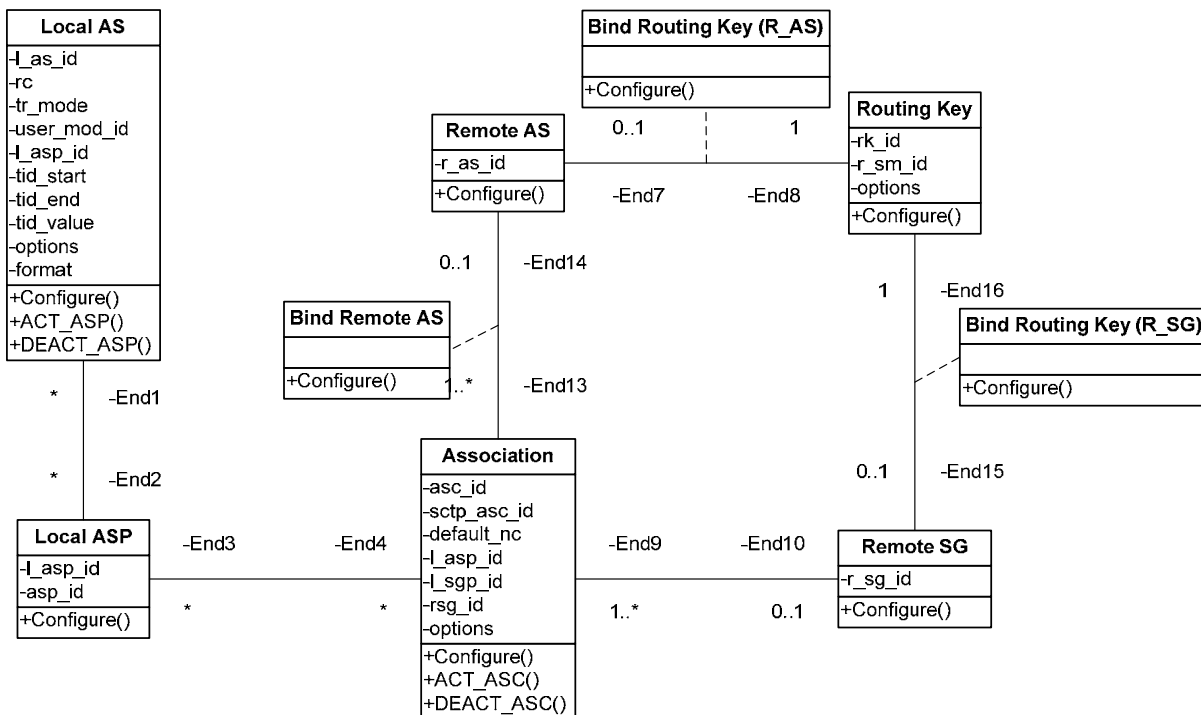 Local AS
-l_as_id
-rc
-tr_mode
-user_mod_id
-l_asp_id
-tid_start
-tid_end
-tid_value
-options
-format
+Configure()
+ACT_ASP()
+DEACT_ASP()
* -End1
* -End2
Local ASP
-l_asp_id
-asp_id
+Configure()
-End3 -End4
* *
Bind Routing Key (R_AS)
+Configure()
0..1 1
-End7 -End8
Remote AS
-r_as_id
+Configure()
0..1 -End14
Bind Remote AS
+Configure()
1..* -End13
Association
-asc_id
-sctp_asc_id
-default_nc
-l_asp_id
-l_sgp_id
-rsg_id
-options
+Configure()
+ACT_ASC()
+DEACT_ASC()
Routing Key
-rk_id
-r_sm_id
-options
+Configure()
1 -End16
Bind Routing Key (R_SG)
+Configure()
0..1 -End15
-End9 -End10
1..* 0..1
Remote SG
-r_sg_id
+Configure()